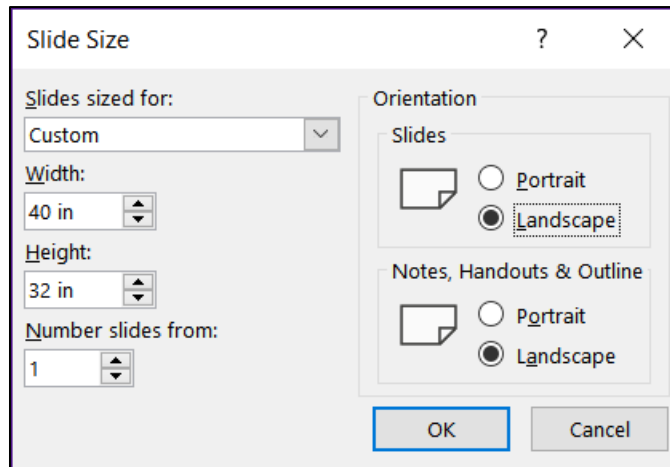 Slide Size
?
Slides sized for:
Custom
Width:
40 in
Height:
32 in
Number slides from:
1
Orientation
Slides
Portrait
Landscape
Notes, Handouts & Outline
Portrait
Landscape
OK
Cancel